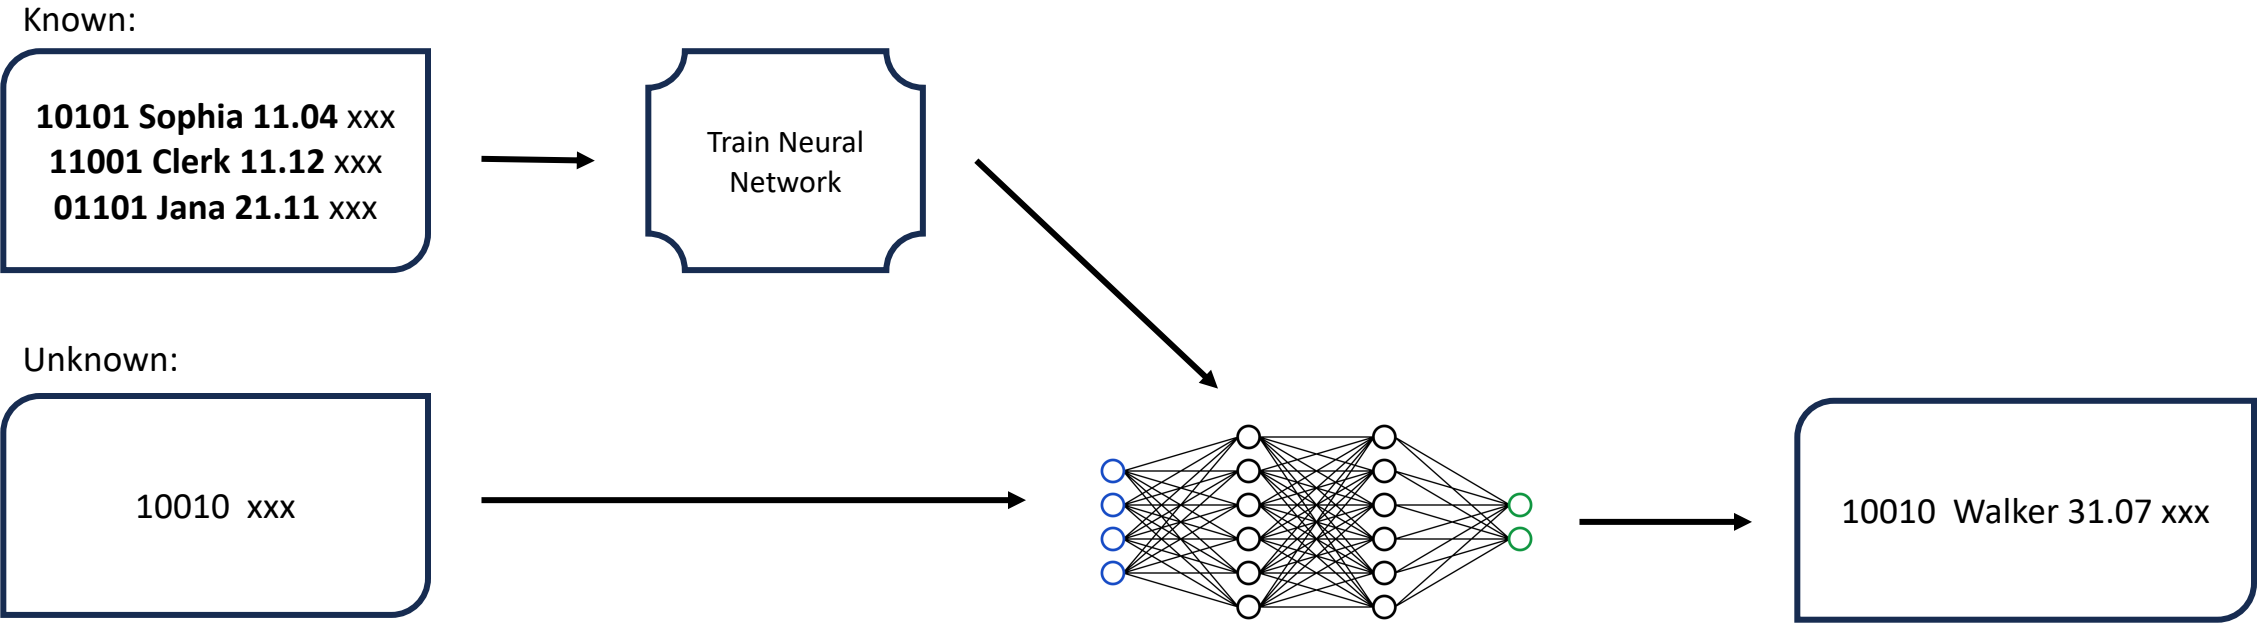 Known:
10101 Sophia 11.04 xxx
11001 Clerk 11.12 xxx
01101 Jana 21.11 xxx
Train Neural
Network
Unknown:
10010 xxx
10010 Walker 31.07 xxx